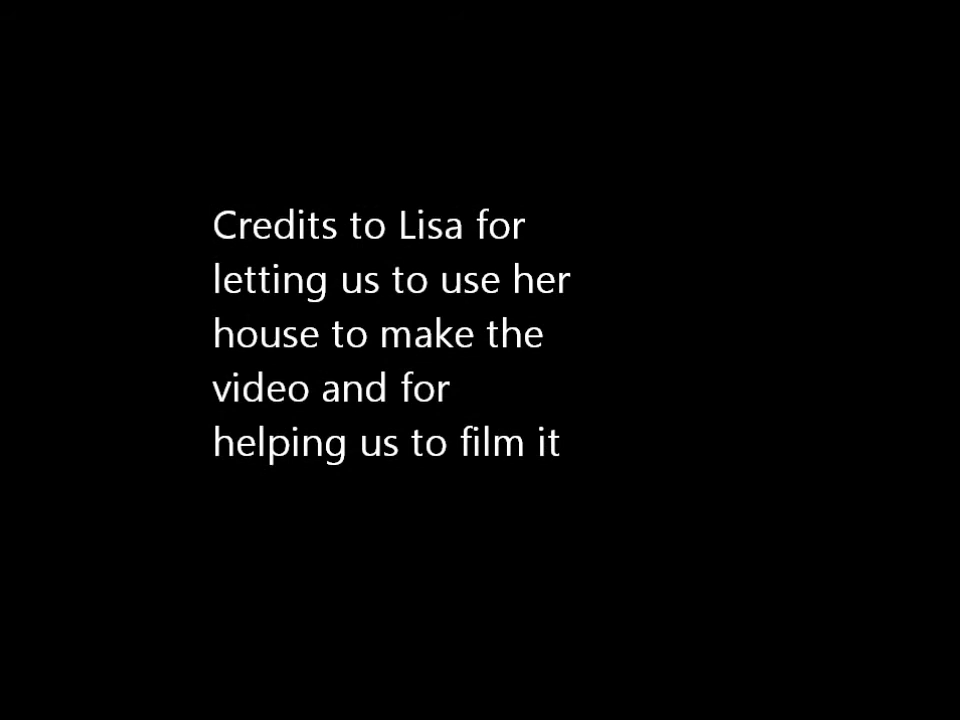 Credits to Lisa for
letting us to use her
house to make the
video and for
helping us to film it